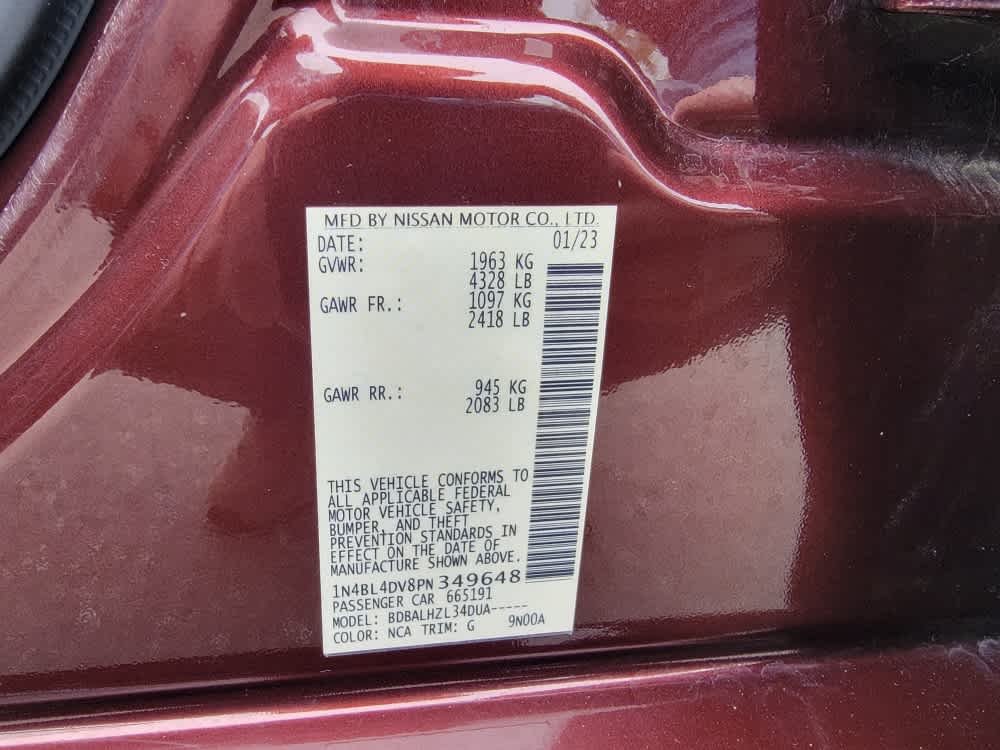 MFD BY NISSAN MOTOR CO., LTD.
DATE: 01/23
GVWR: 1963 KG
4328 LB
GAWR FR.: 1097 KG
2418 LB
GAWR RR.: 945 KG
2083 LB
THIS VEHICLE CONFORMS TO
ALL APPLICABLE FEDERAL
MOTOR VEHICLE SAFETY,
BUMPER, AND THEFT
PREVENTION STANDARDS IN
EFFECT ON THE DATE OF
MANUFACTURE SHOWN ABOVE.
1N4BL4DV8PN349648
PASSENGER CAR 665191
MODEL: BDBALHZL34DUA-----
COLOR: NCA TRIM: G 9N00A